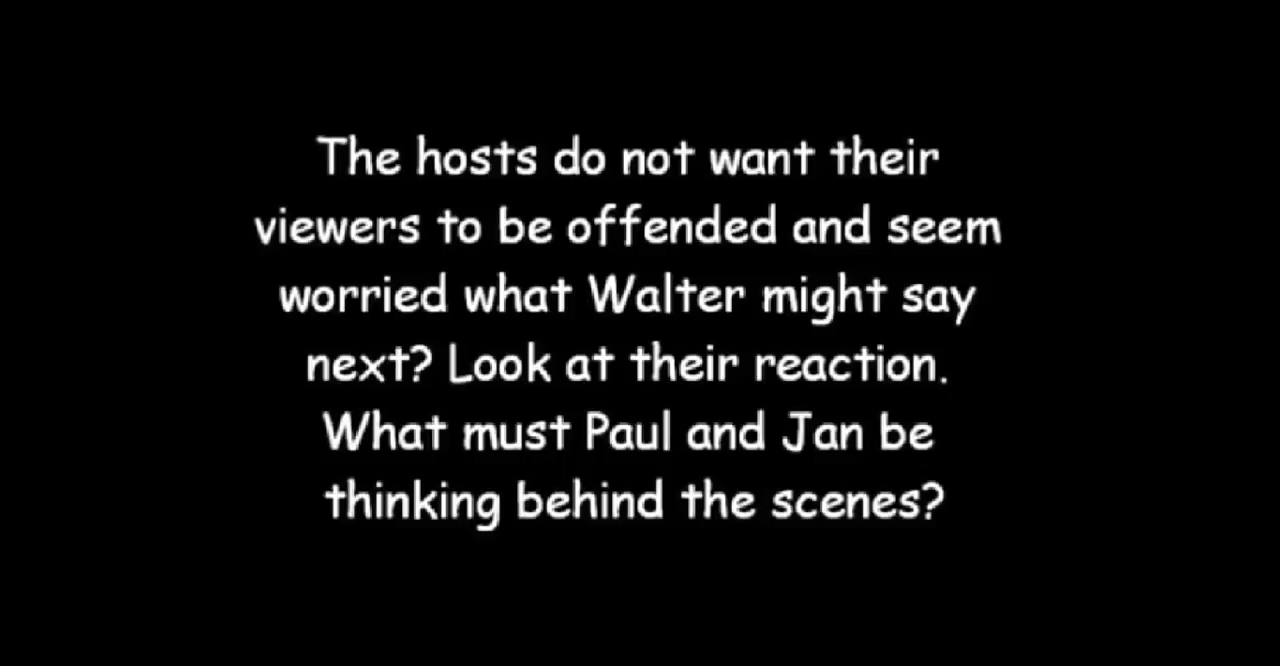 The hosts do not want their
viewers to be offended and seem
worried what Walter might say
next? Look at their reaction.
What must Paul and Jan be
thinking behind the scenes?